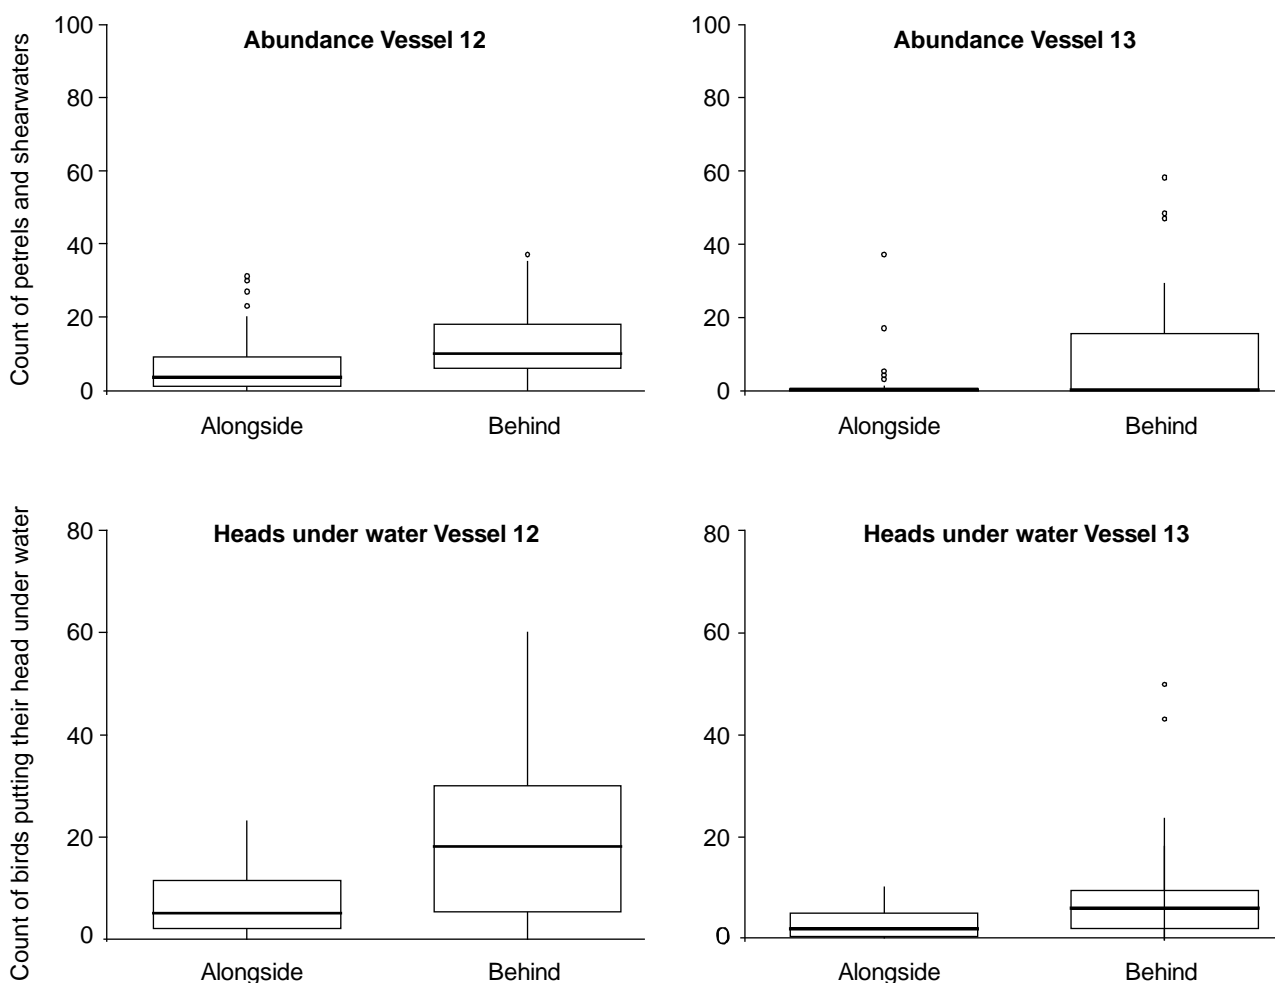 Abundance Vessel 12
Count of petrels and shearwaters
100
80
60
40
20
0
Alongside
Behind
Abundance Vessel 13
100
80
60
40
20
0
Alongside
Behind
Heads under water Vessel 12
Count of birds putting their head under water
80
60
40
20
0
Alongside
Behind
Heads under water Vessel 13
80
60
40
20
0
Alongside
Behind